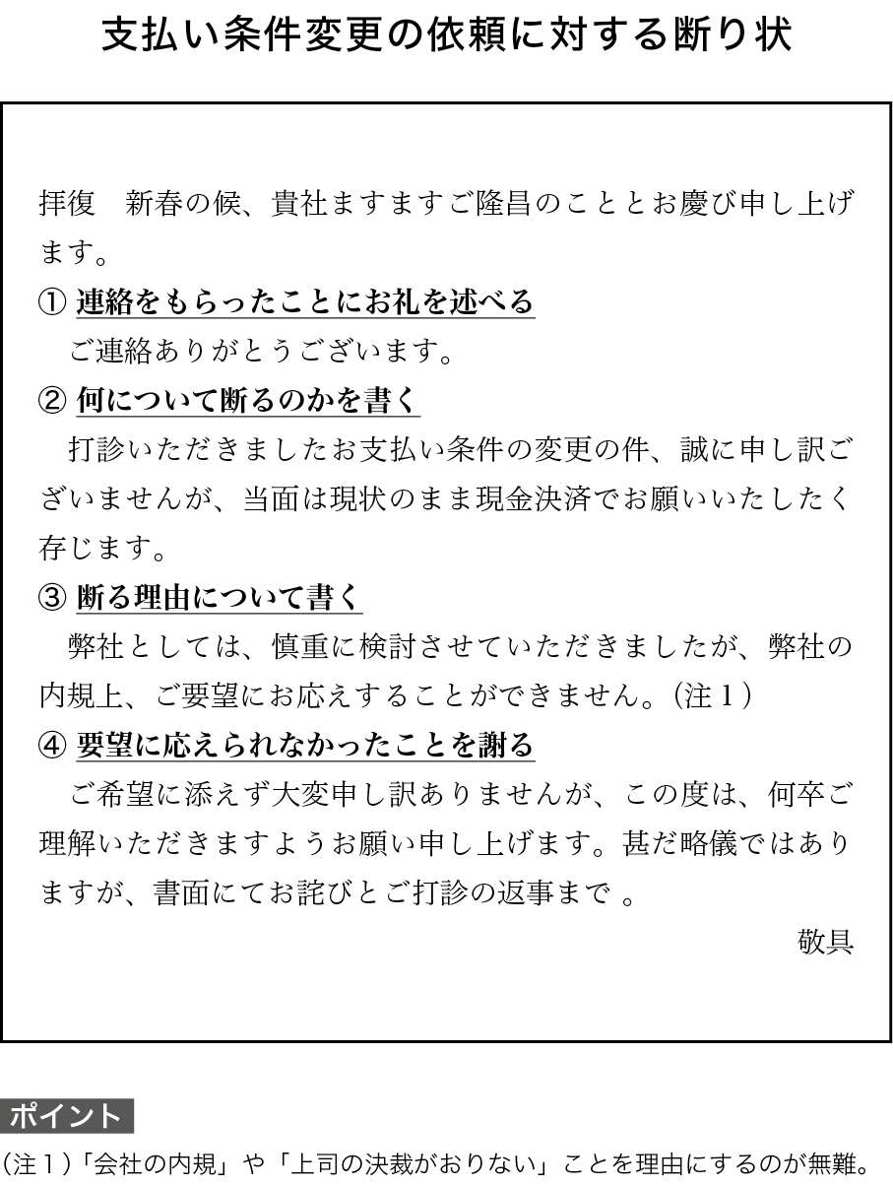 支払い条件変更の依頼に対する断り状
拝復　新春の候、貴社ますますご隆昌のこととお慶び申し上げ
ます。
① 連絡をもらったことにお礼を述べる
　ご連絡ありがとうございます。
② 何について断るのかを書く
　打診いただきましたお支払い条件の変更の件、誠に申し訳ご
ざいませんが、当面は現状のまま現金決済でお願いいたしたく
存じます。
③ 断る理由について書く
　弊社としては、慎重に検討させていただきましたが、弊社の
内規上、ご要望にお応えすることができません。（注１）
④ 要望に応えられなかったことを謝る
　ご希望に添えず大変申し訳ありませんが、この度は、何卒ご
理解いただきますようお願い申し上げます。甚だ略儀ではあり
ますが、書面にてお詫びとご打診の返事まで 。
敬具
ポイント
（注１）「会社の内規」や「上司の決裁がおりない」ことを理由にするのが無難。